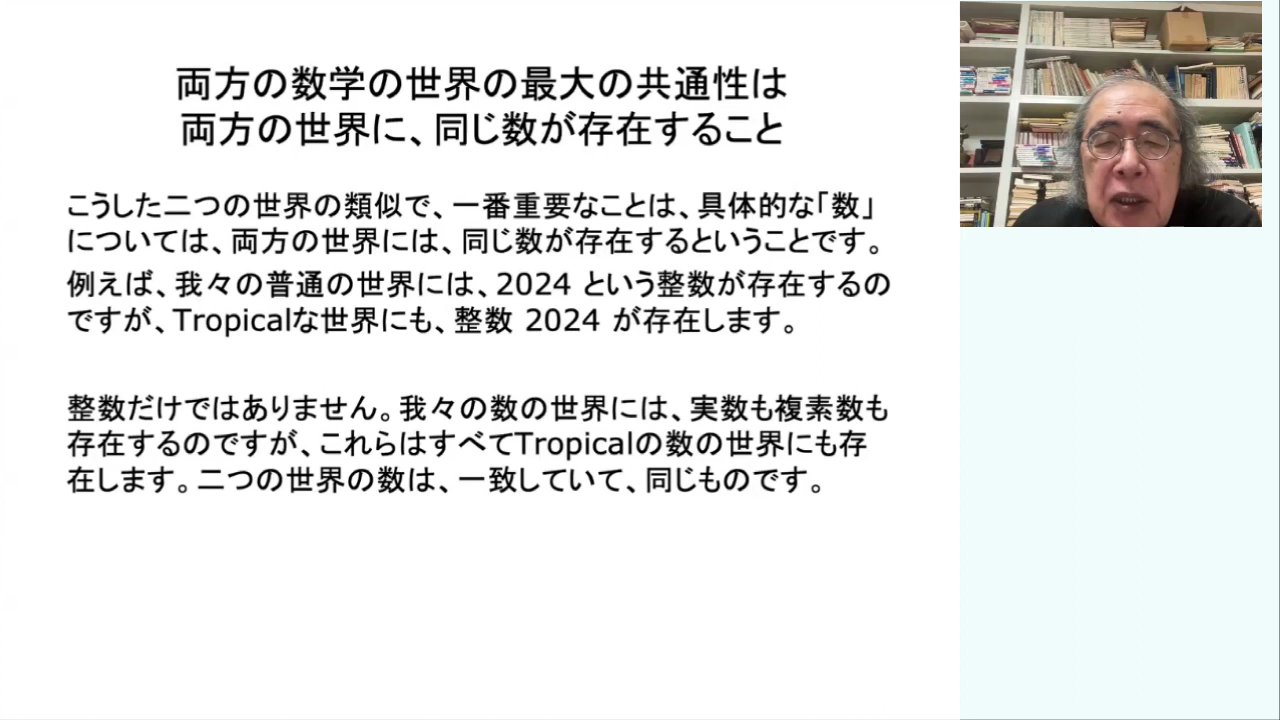 両方の数学の世界の最大の共通性は
両方の世界に、同じ数が存在すること
こうした二つの世界の類似で、一番重要なことは、具体的な「数」
については、両方の世界には、同じ数が存在するということです。
例えば、我々の普通の世界には、2024 という整数が存在するの
ですが、Tropicalな世界にも、整数 2024 が存在します。
整数だけではありません。我々の数の世界には、実数も複素数も
存在するのですが、これらはすべてTropicalの数の世界にも存
在します。二つの世界の数は、一致していて、同じものです。